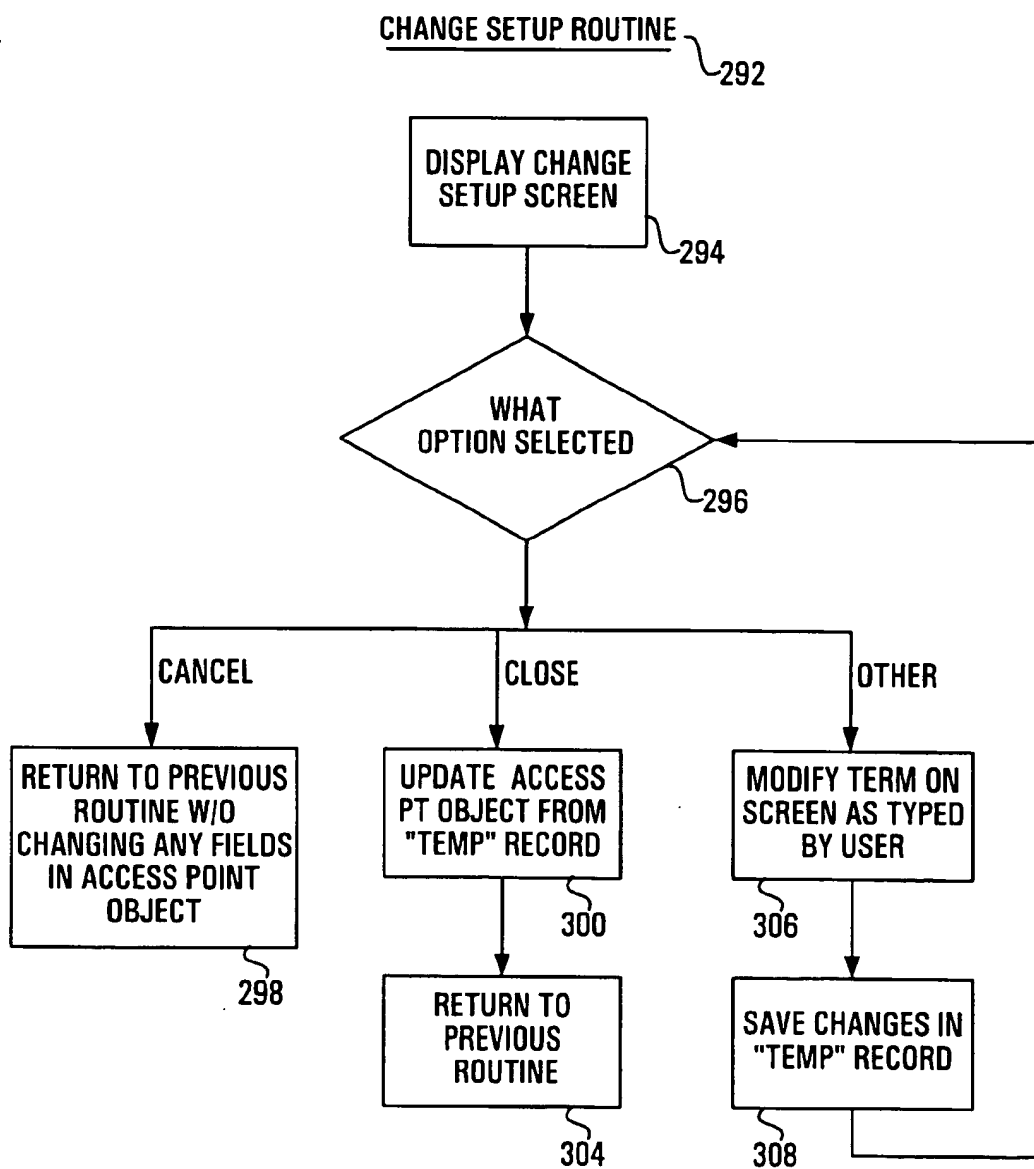 CHANGE SETUP ROUTINE
292
DISPLAY CHANGE
SETUP SCREEN
294
WHAT
OPTION SELECTED
296
CANCEL
CLOSE
OTHER
RETURN TO PREVIOUS
ROUTINE W/O
CHANGING ANY FIELDS
IN ACCESS POINT
OBJECT
298
UPDATE ACCESS
PT OBJECT FROM
"TEMP" RECORD
300
MODIFY TERM ON
SCREEN AS TYPED
BY USER
306
RETURN TO
PREVIOUS
ROUTINE
304
SAVE CHANGES IN
"TEMP" RECORD
308